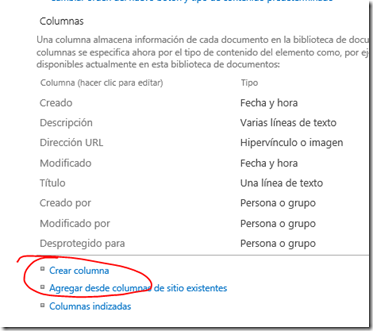 Columnas
Una columna almacena información de cada documento en la biblioteca de docu
columnas se especifica ahora por el tipo de contenido del elemento como, por ej
disponibles actualmente en esta biblioteca de documentos:
Columna (hacer clic para editar) Tipo
Creado Fecha y hora
Descripción Varias líneas de texto
Dirección URL Hipervínculo o imagen
Modificado Fecha y hora
Título Una línea de texto
Creado por Persona o grupo
Modificado por Persona o grupo
Desprotegido para Persona o grupo
Crear columna
Agregar desde columnas de sitio existentes
Columnas indizadas